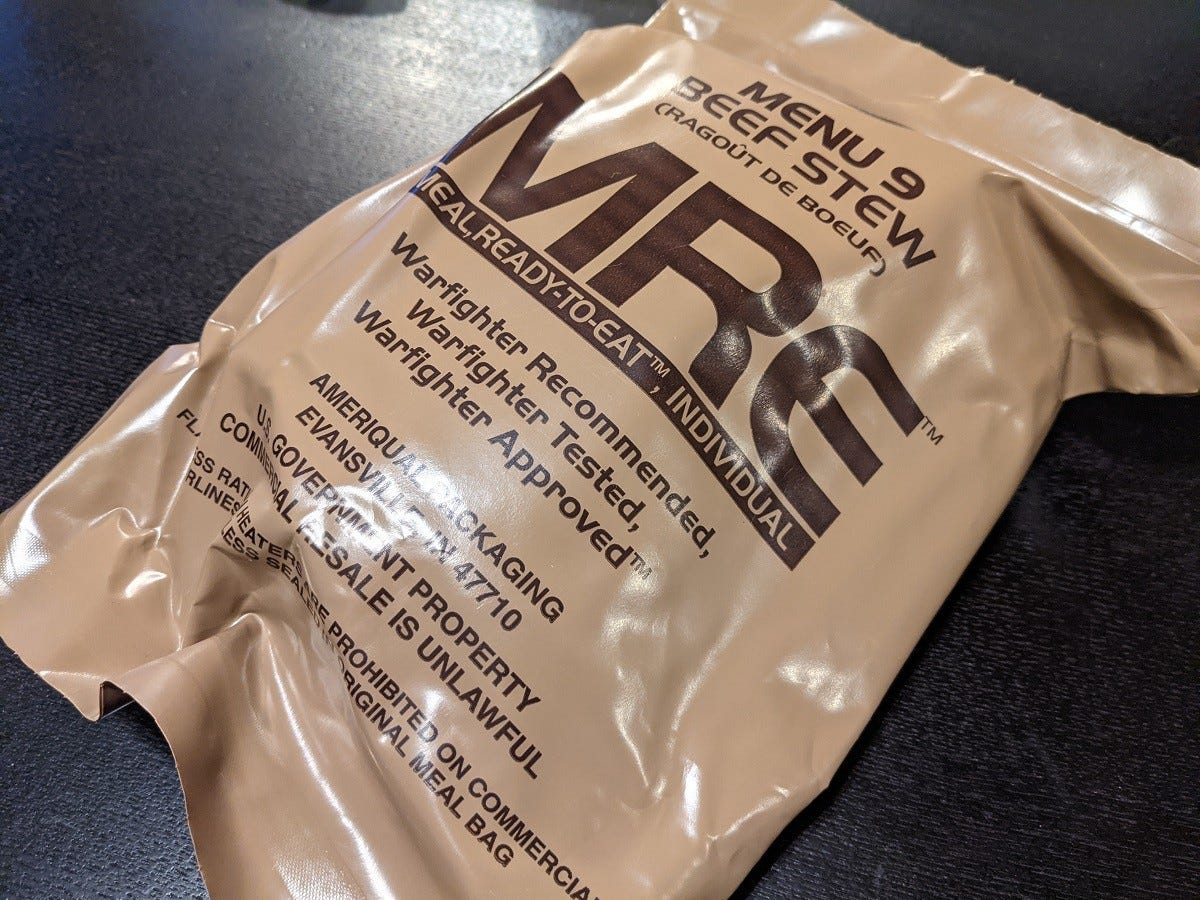 MENU 9
BEEF STEW
(RAGOÛT DE BOEUF)
MRE™
MEAL, READY-TO-EAT™, INDIVIDUAL
Warfighter Recommended,
Warfighter Tested,
Warfighter Approved™
AMERIQUAL PACKAGING
EVANSVILLE IN 47710
U.S. GOVERNMENT PROPERTY
COMMERCIAL RESALE IS UNLAWFUL
HEATERS ARE PROHIBITED ON COMMERCIAL
SEALED ORIGINAL MEAL BAG